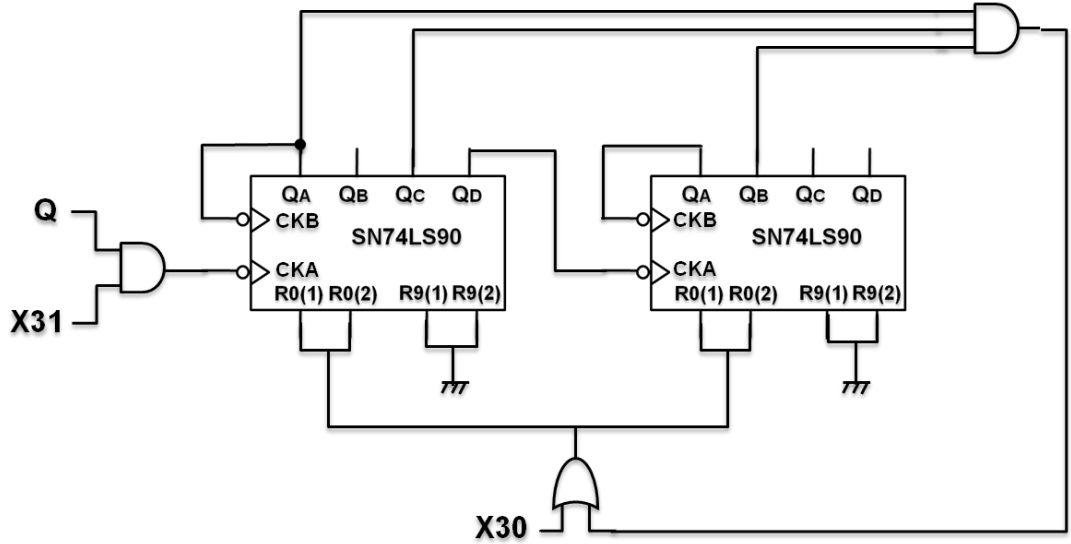 QA QB QC QD
CKB
SN74LS90
CKA
R0(1) R0(2) R9(1) R9(2)
QA QB QC QD
CKB
SN74LS90
CKA
R0(1) R0(2) R9(1) R9(2)
Q
X31
X30